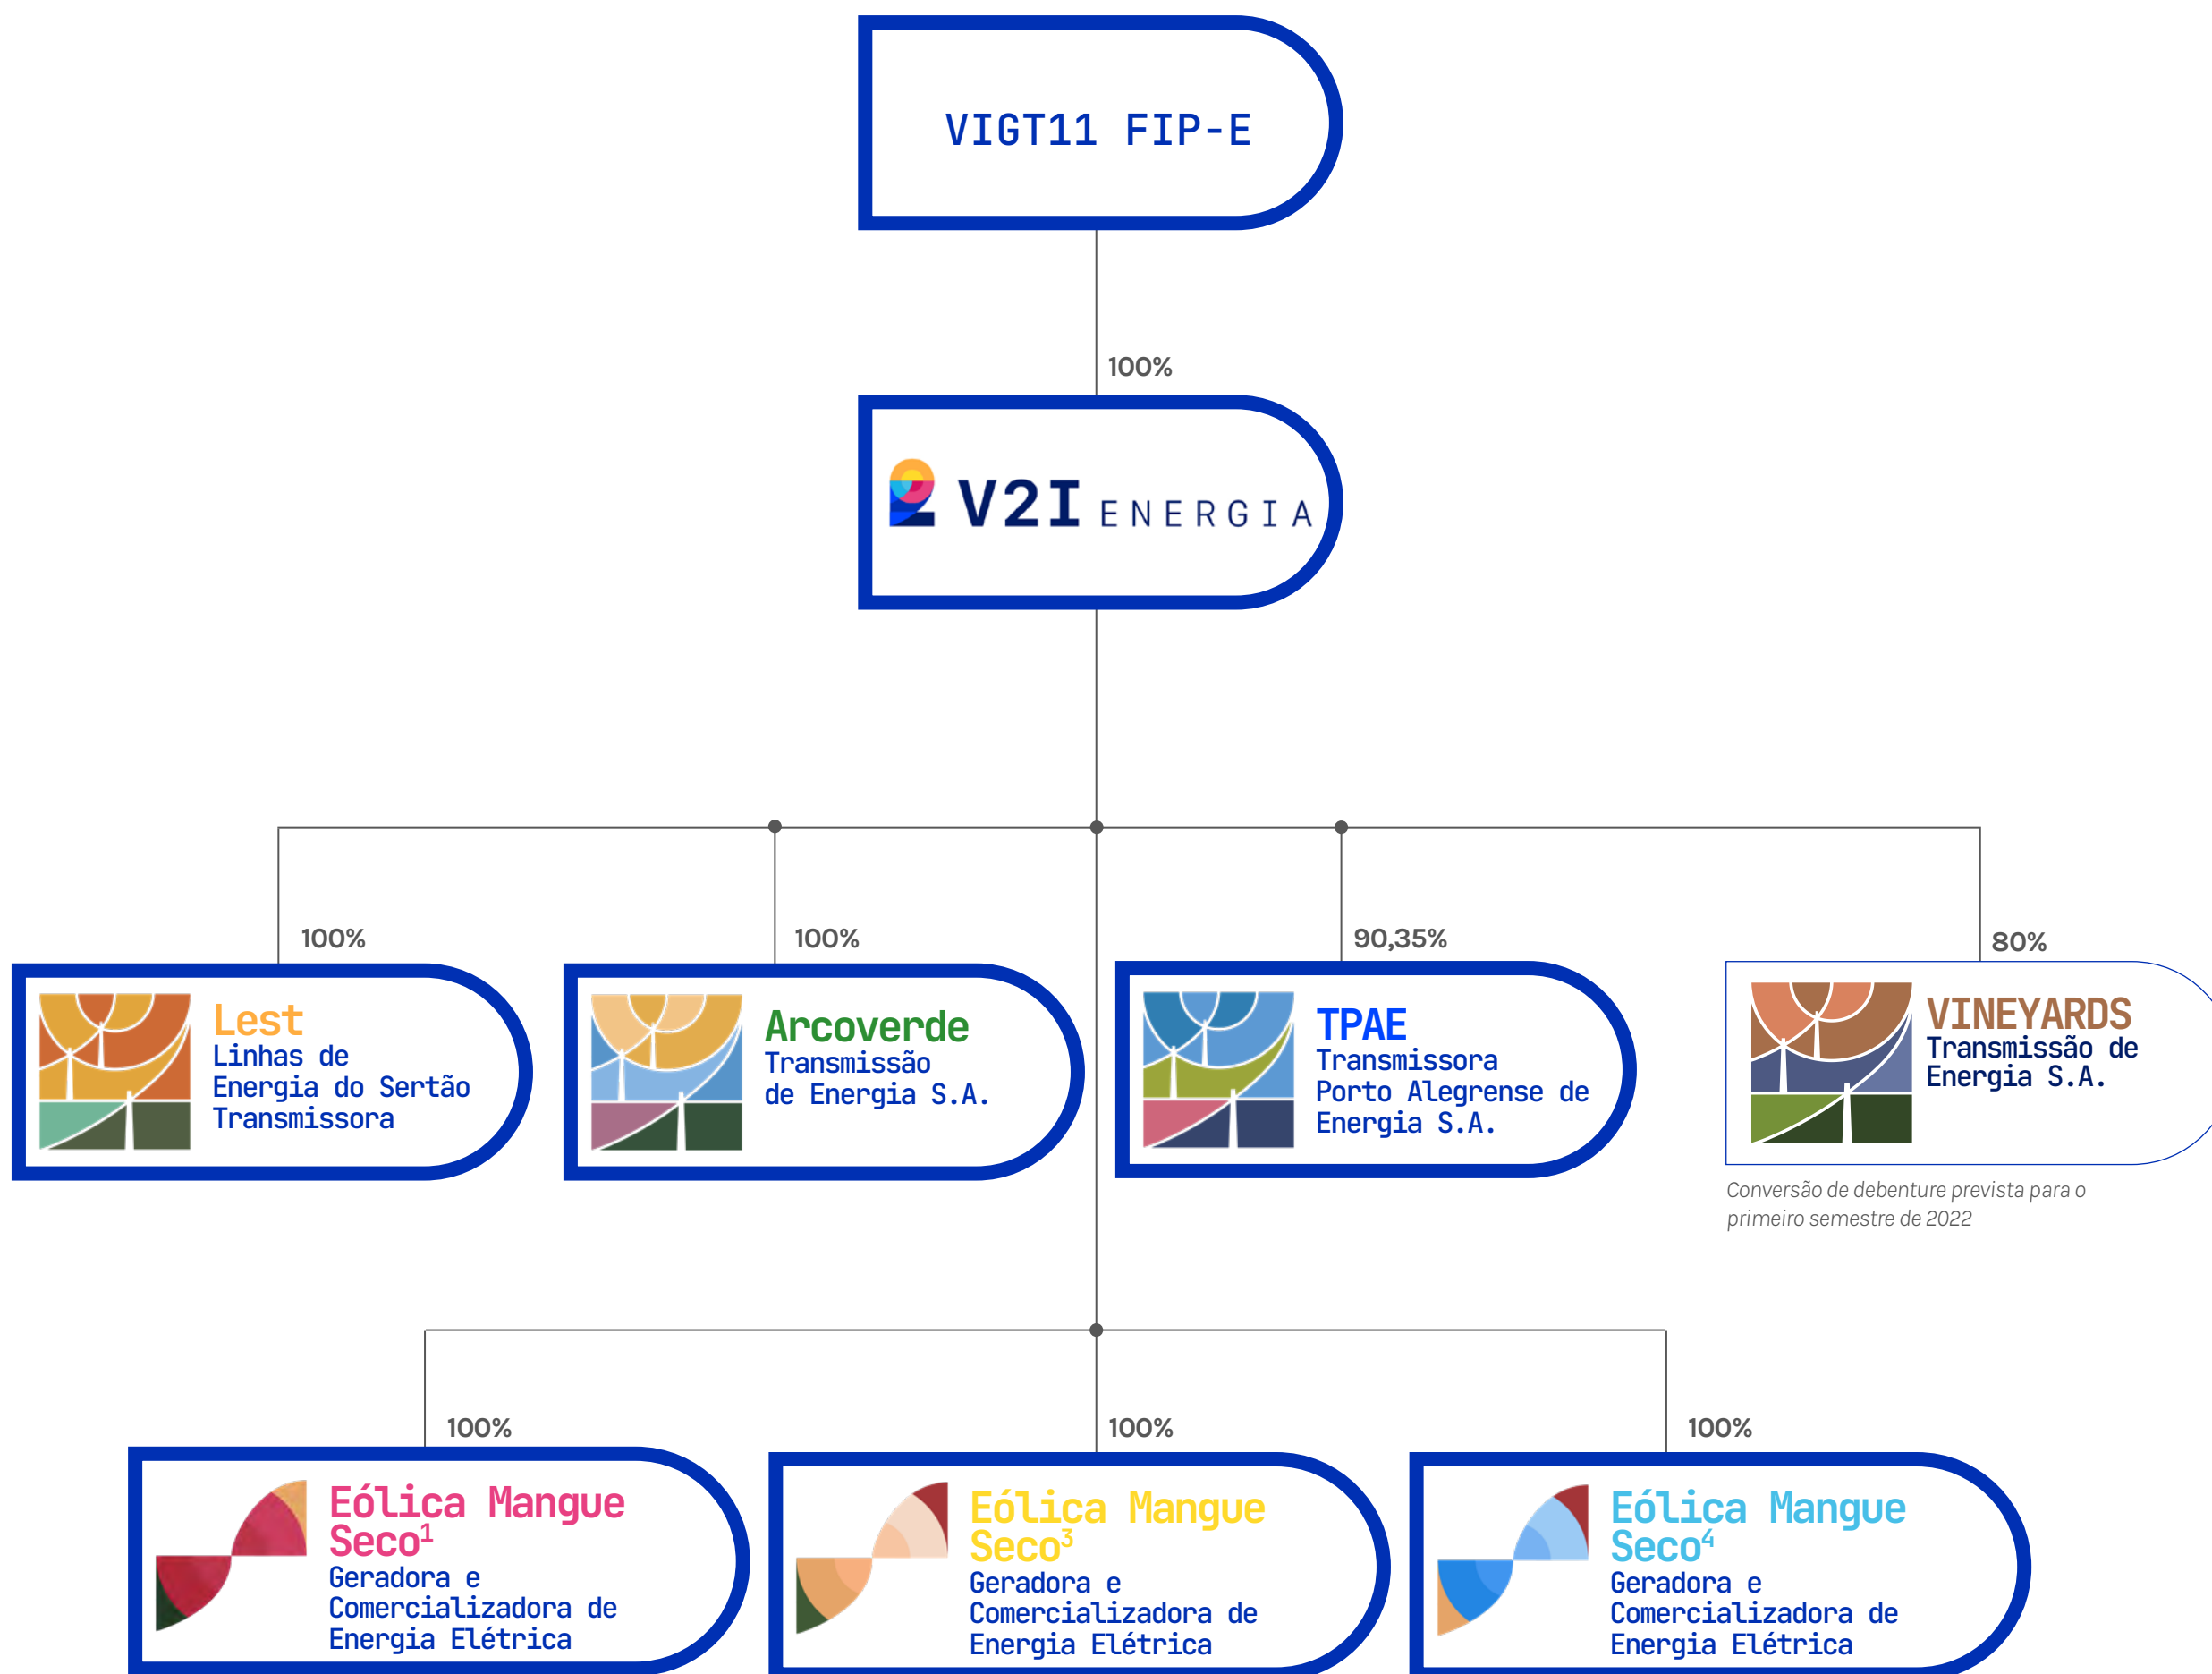 VIGT11 FIP-E
100%
V2I ENERGIA
100%
100%
90,35%
80%
Lest
Linhas de
Energia do Sertão
Transmissora
Arcoverde
Transmissão
de Energia S.A.
TPAE
Transmissora
Porto Alegrense de
Energia S.A.
VINEYARDS
Transmissão de
Energia S.A.
Conversão de debenture prevista para o
primeiro semestre de 2022
100%
100%
100%
Eólica Mangue
Seco¹
Geradora e
Comercializadora de
Energia Elétrica
Eólica Mangue
Seco³
Geradora e
Comercializadora de
Energia Elétrica
Eólica Mangue
Seco⁴
Geradora e
Comercializadora de
Energia Elétrica